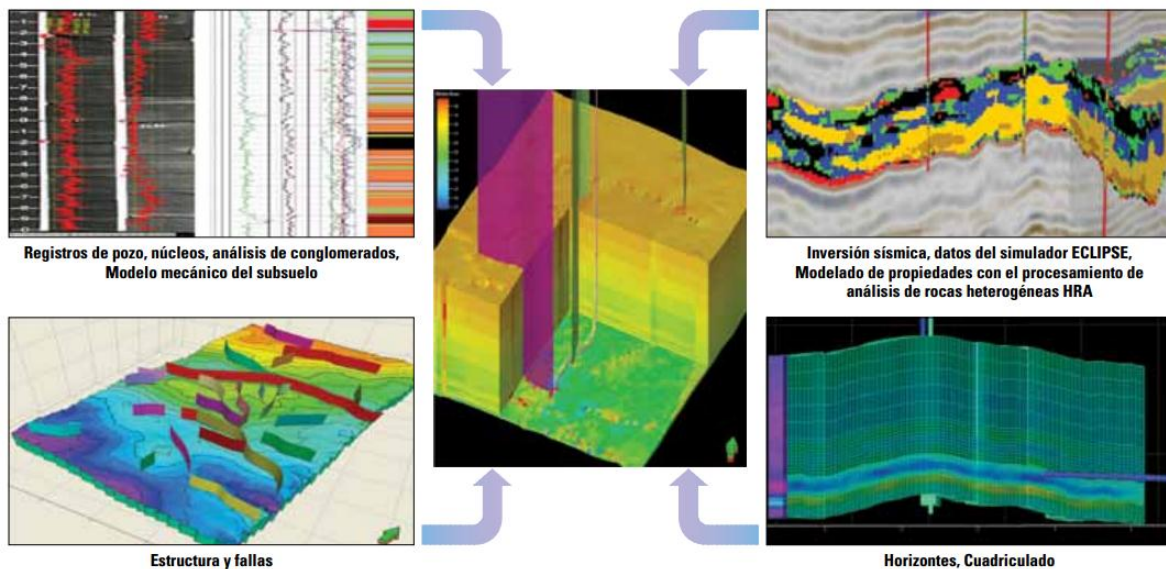 Registros de pozo, núcleos, análisis de conglomerados,
Modelo mecánico del subsuelo
Inversión sísmica, datos del simulador ECLIPSE,
Modelado de propiedades con el procesamiento de
análisis de rocas heterogéneas HRA
Estructura y fallas
Horizontes, Cuadriculado